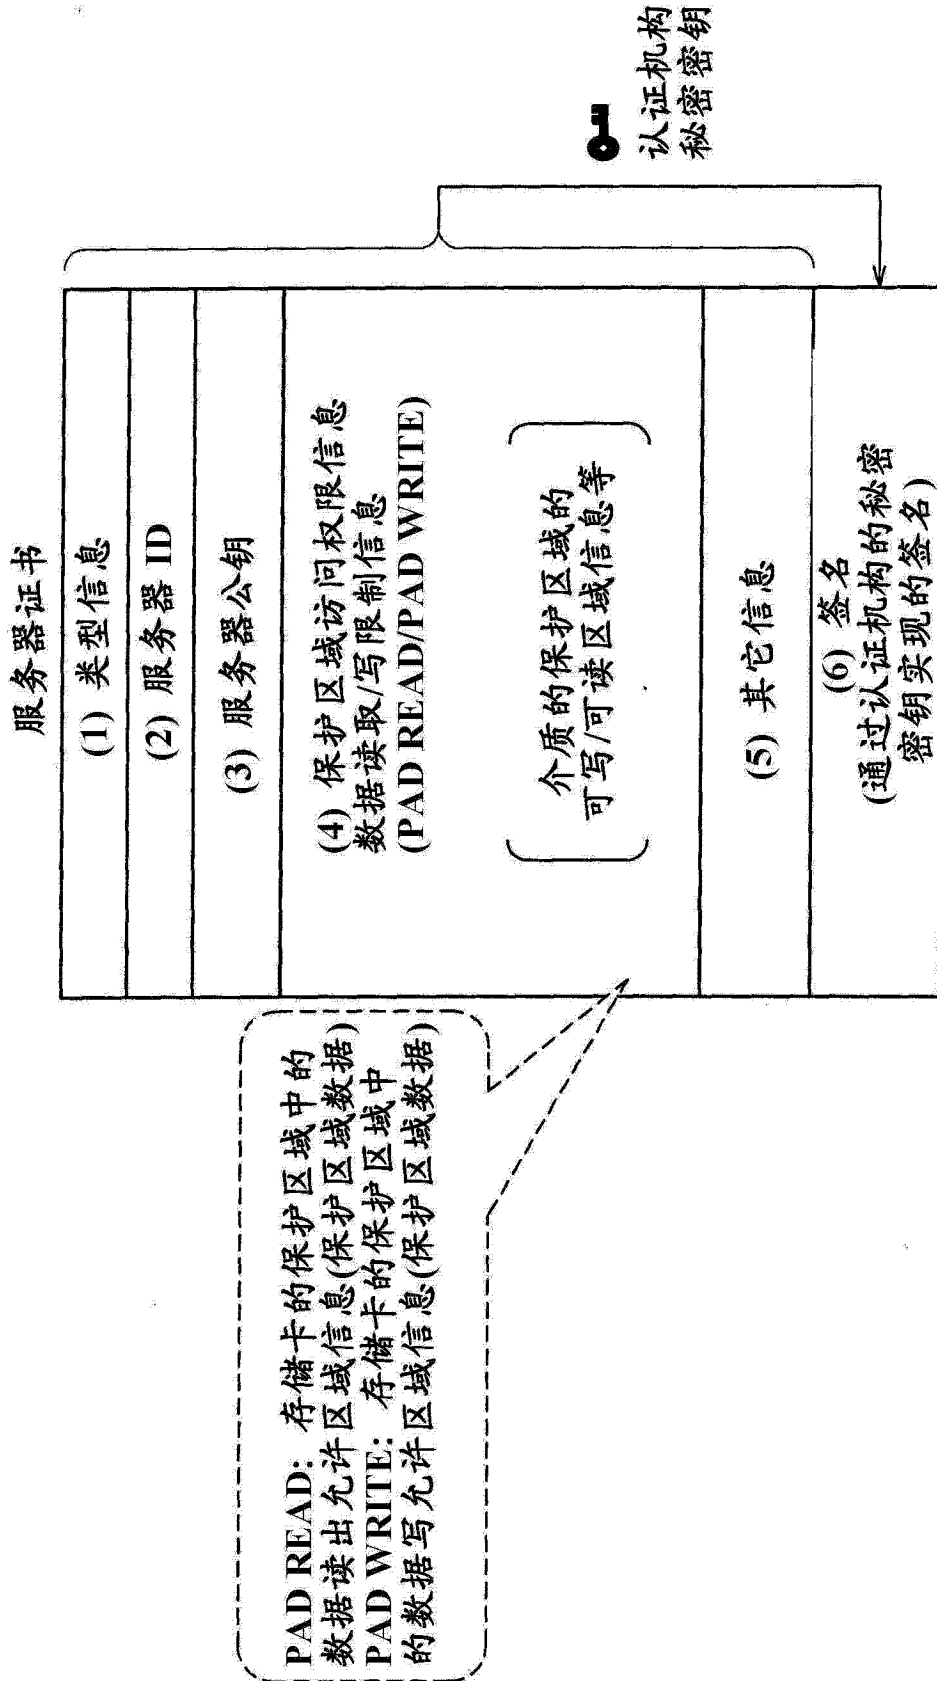 服务器证书
(1) 类型信息
(2) 服务器 ID
(3) 服务器公钥
(4) 保护区域访问权限信息
数据读取/写限制信息
(PAD READ/PAD WRITE)
介质的保护区域的
可写/可读区域信息等
(5) 其它信息
(6) 签名
(通过认证机构的秘密
密钥实现的签名)
认证机构
秘密密钥
PAD READ: 存储卡的保护区域中的
数据读出允许区域信息(保护区域数据)
PAD WRITE: 存储卡的保护区域中
的数据写允许区域信息(保护区域数据)